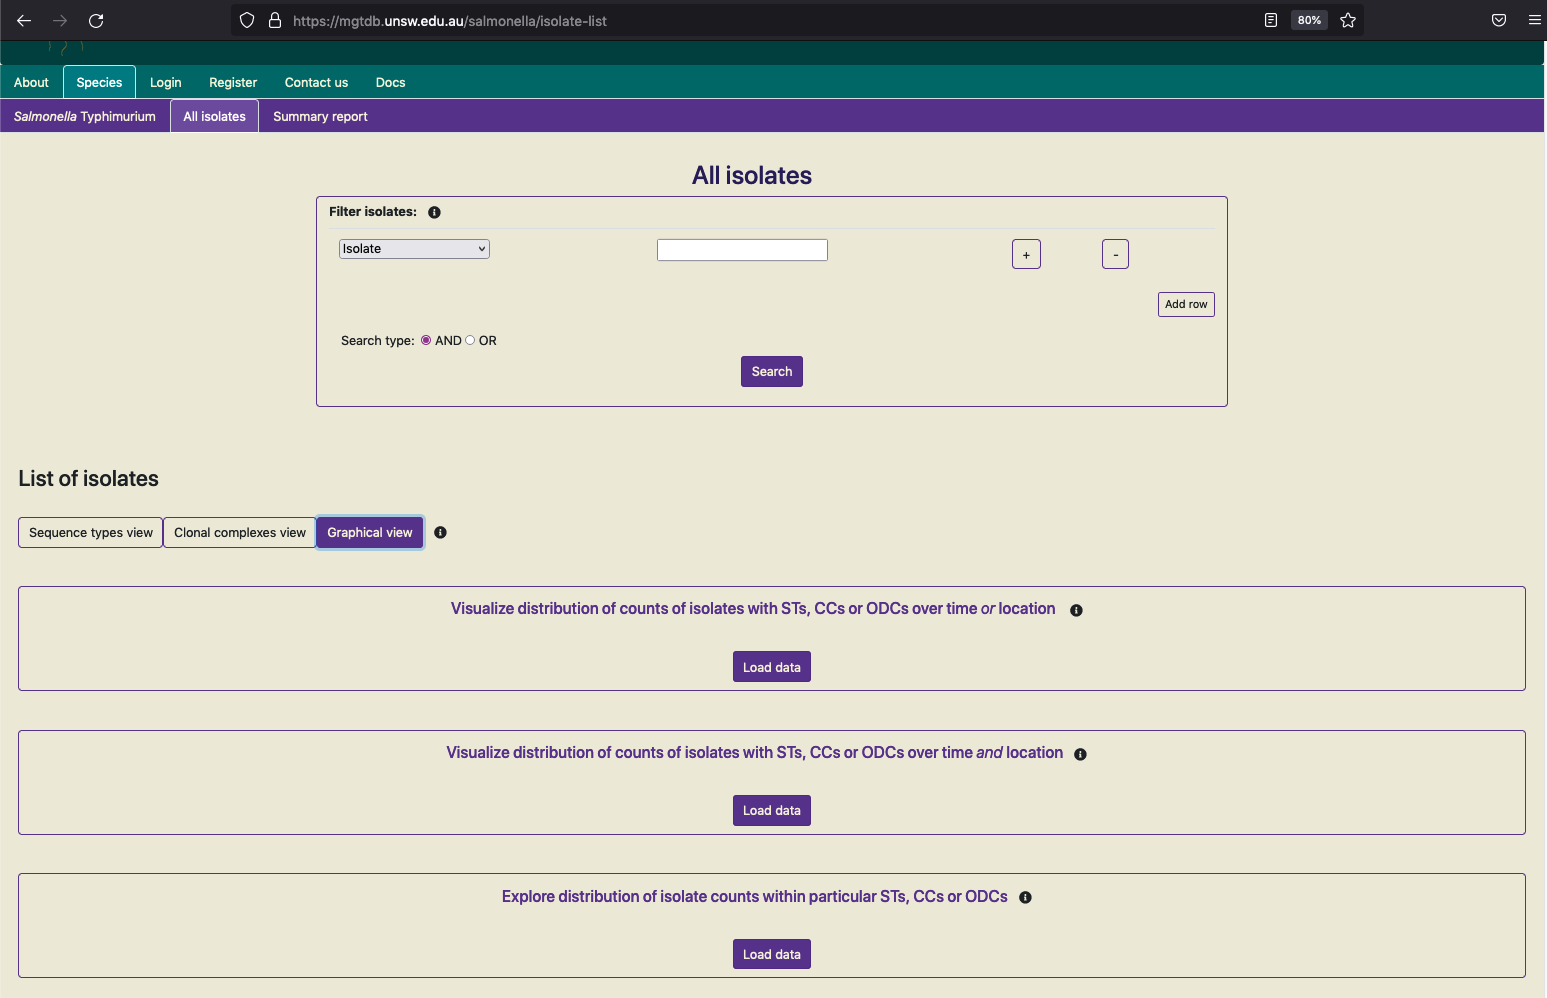 https://mgtdb.unsw.edu.au/salmonella/isolate-list 80%
About Species Login Register Contact us Docs
Salmonella Typhimurium All isolates Summary report
All isolates
Filter isolates:
Isolate + -
Add row
Search type: AND OR
Search
List of isolates
Sequence types view Clonal complexes view Graphical view
Visualize distribution of counts of isolates with STs, CCs or ODCs over time or location
Load data
Visualize distribution of counts of isolates with STs, CCs or ODCs over time and location
Load data
Explore distribution of isolate counts within particular STs, CCs or ODCs
Load data